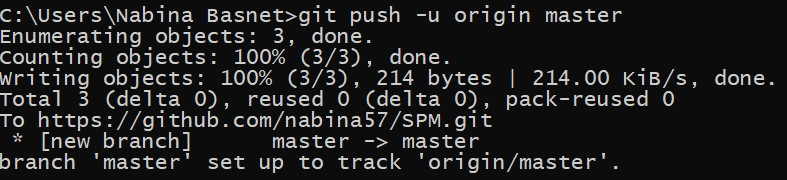 C:\Users\Nabina Basnet>git push -u origin master
Enumerating objects: 3, done.
Counting objects: 100% (3/3), done.
Writing objects: 100% (3/3), 214 bytes | 214.00 KiB/s, done.
Total 3 (delta 0), reused 0 (delta 0), pack-reused 0
To https://github.com/nabina57/SPM.git
 * [new branch]      master -> master
branch 'master' set up to track 'origin/master'.